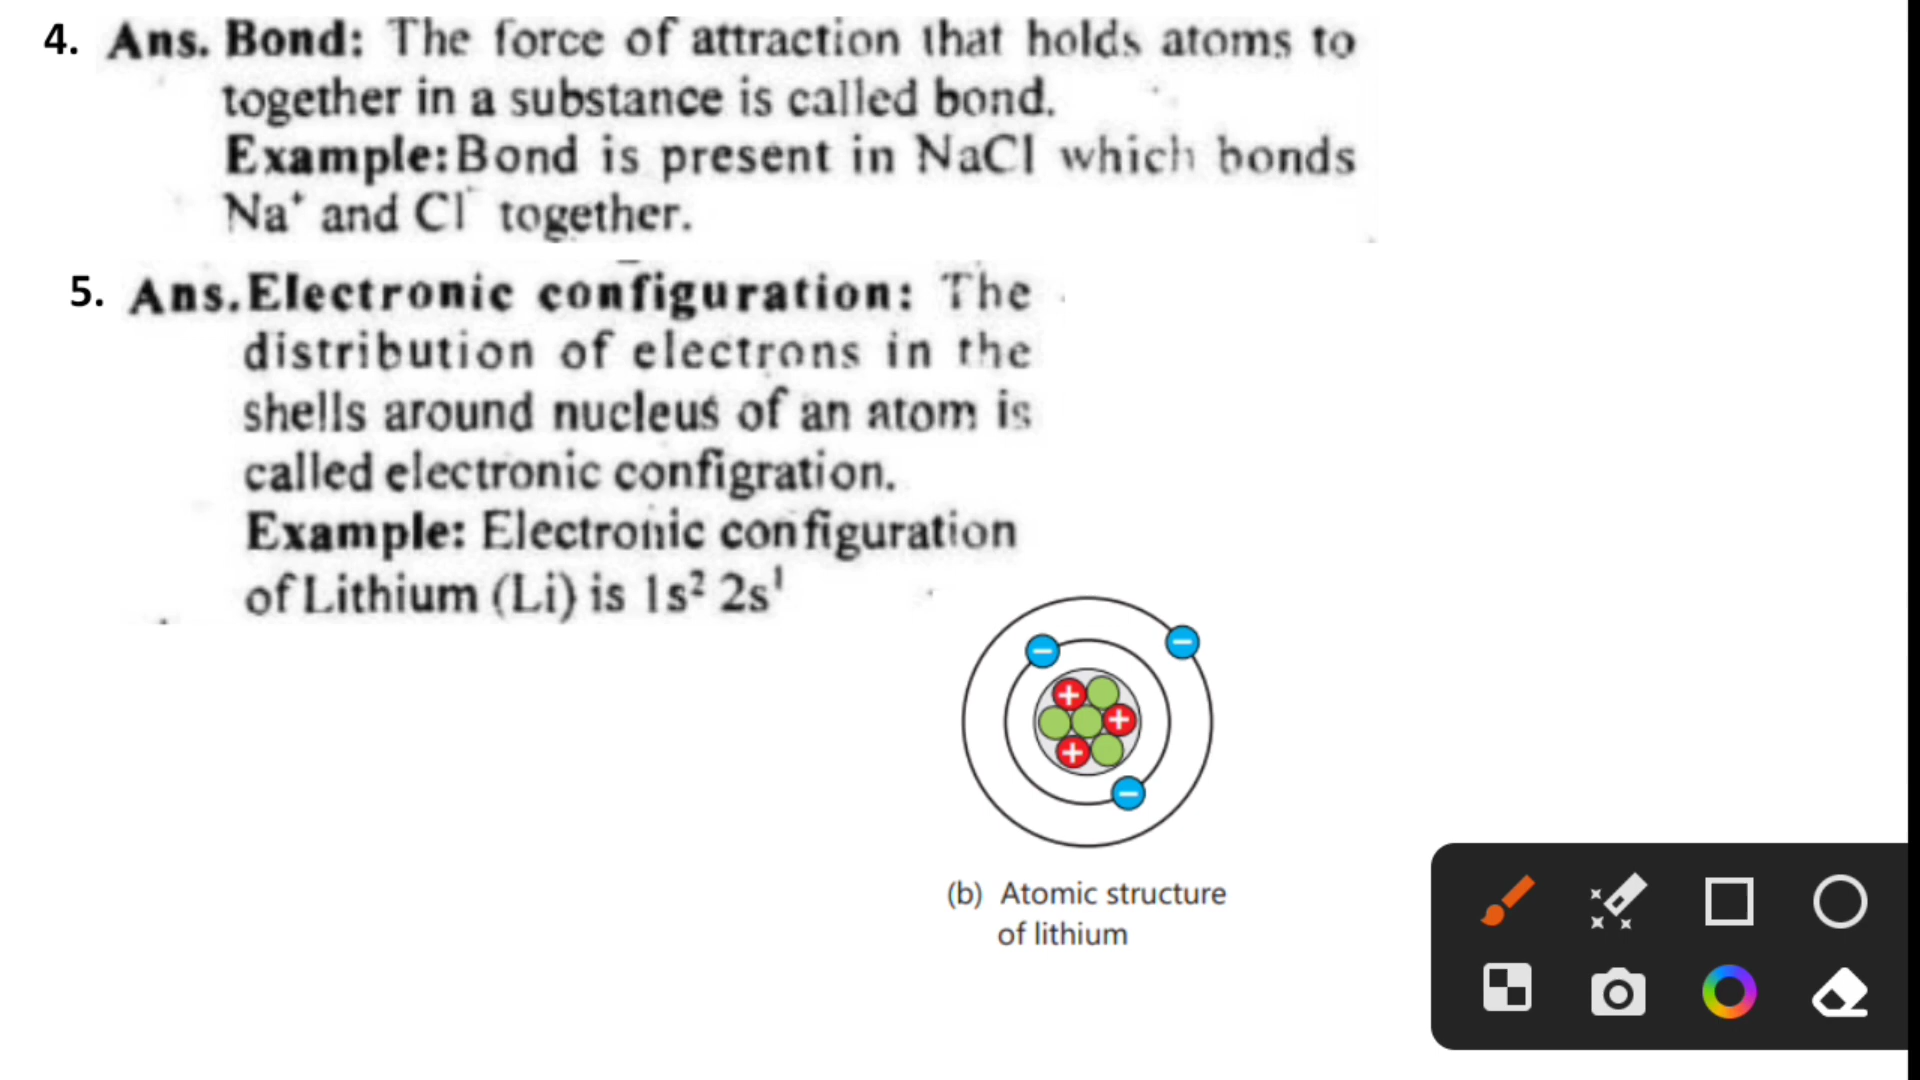 4. Ans. Bond: The force of attraction that holds atoms to
together in a substance is called bond.
Example: Bond is present in NaCl which bonds
Na⁺ and Cl⁻ together.
5. Ans. Electronic configuration: The
distribution of electrons in the
shells around nucleus of an atom is
called electronic configration.
Example: Electronic configuration
of Lithium (Li) is 1s² 2s¹
(b) Atomic structure
of lithium